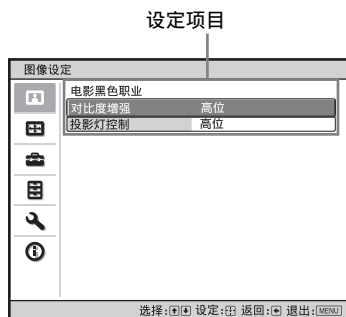 设定项目
图像设定
电影黑色职业
对比度增强 高位
投影灯控制 高位
选择:⬆⬇ 设定: 返回:⬅ 退出:MENU